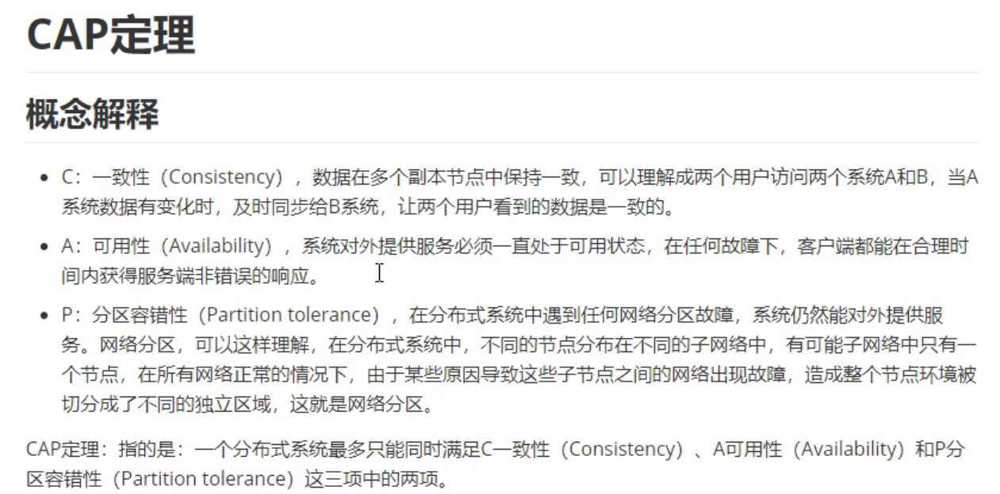 CAP定理
概念解释
• C：一致性（Consistency），数据在多个副本节点中保持一致，可以理解成两个用户访问两个系统A和B，当A
系统数据有变化时，及时同步给B系统，让两个用户看到的数据是一致的。
• A：可用性（Availability），系统对外提供服务必须一直处于可用状态，在任何故障下，客户端都能在合理时
间内获得服务端非错误的响应。
• P：分区容错性（Partition tolerance），在分布式系统中遇到任何网络分区故障，系统仍然能对外提供服
务。网络分区，可以这样理解，在分布式系统中，不同的节点分布在不同的子网络中，有可能子网络中只有一
个节点，在所有网络正常的情况下，由于某些原因导致这些子节点之间的网络出现故障，造成整个节点环境被
切分成了不同的独立区域，这就是网络分区。
CAP定理：指的是：一个分布式系统最多只能同时满足C一致性（Consistency）、A可用性（Availability）和P分
区容错性（Partition tolerance）这三项中的两项。